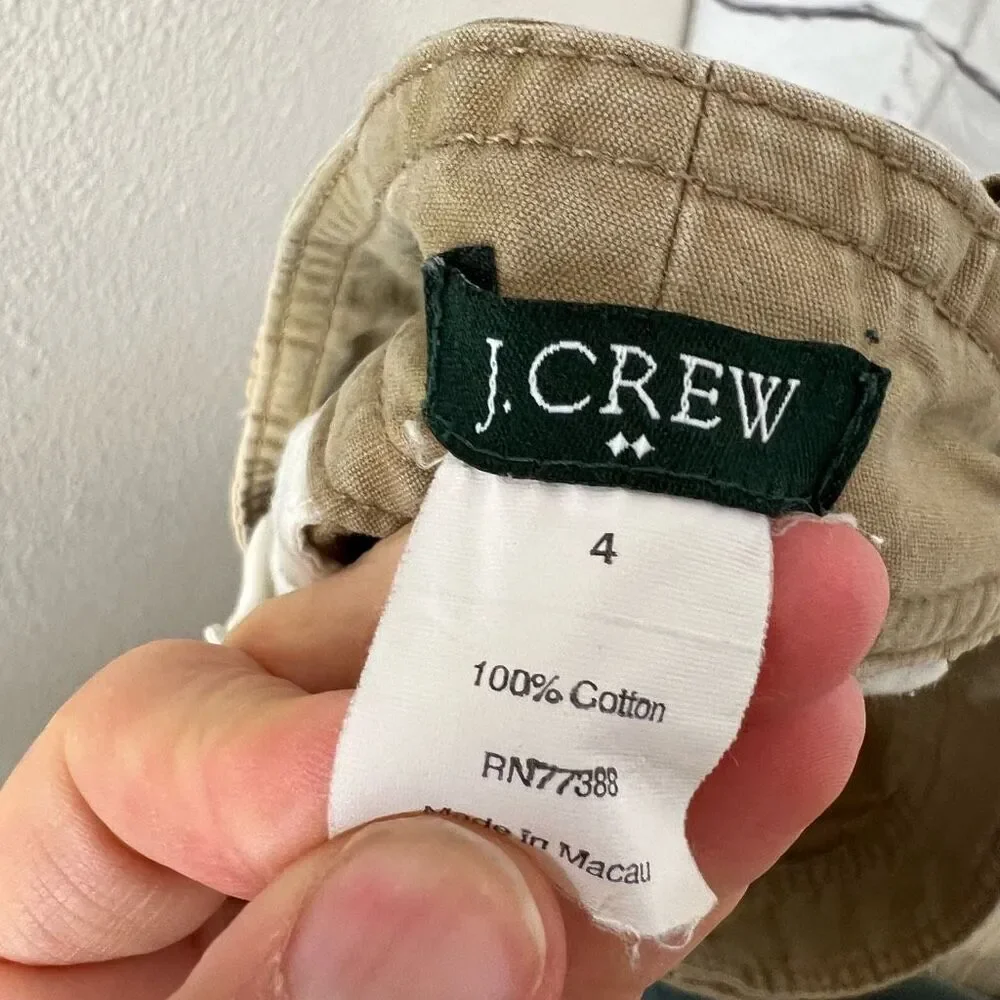 J.CREW
4
100% Cotton
RN77388
Made in Macau